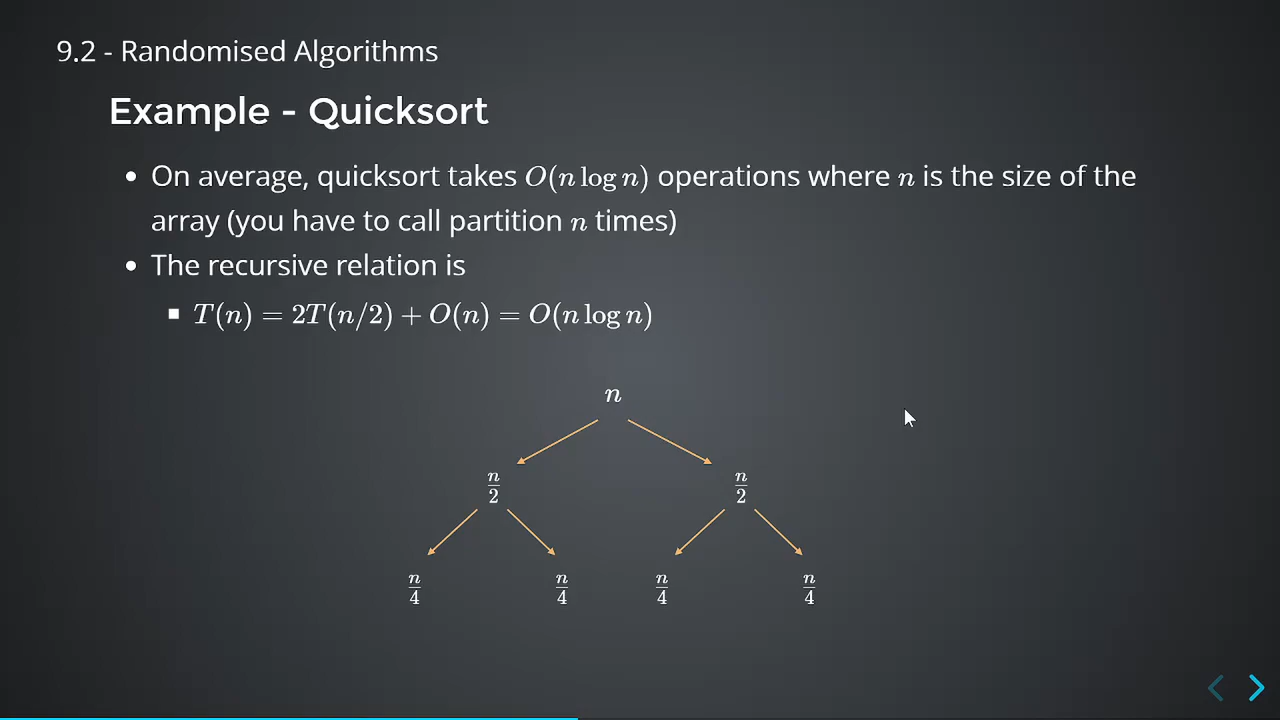 9.2 - Randomised Algorithms
Example - Quicksort
• On average, quicksort takes O(n log n) operations where n is the size of the
array (you have to call partition n times)
• The recursive relation is
▪ T(n) = 2T(n/2) + O(n) = O(n log n)
n
n/2 n/2
n/4 n/4 n/4 n/4